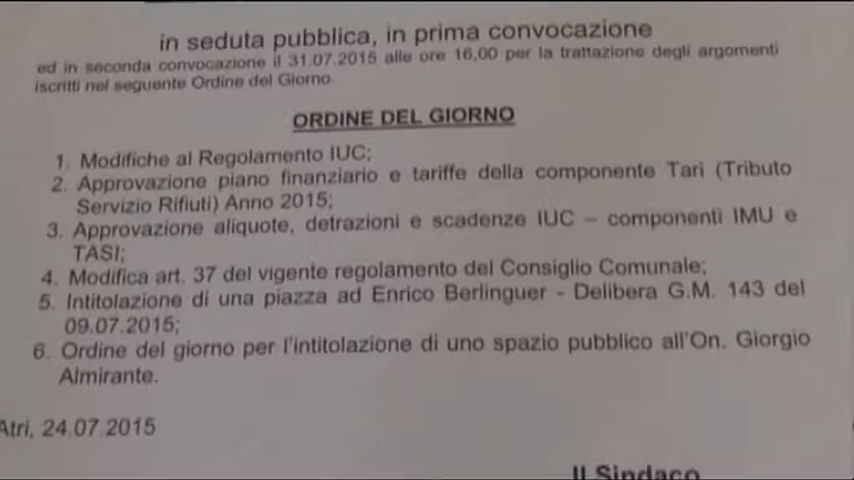 in seduta pubblica, in prima convocazione
ed in seconda convocazione il 31.07.2015 alle ore 16,00 per la trattazione degli argomenti
iscritti nel seguente Ordine del Giorno
ORDINE DEL GIORNO
1. Modifiche al Regolamento IUC;
2. Approvazione piano finanziario e tariffe della componente Tari (Tributo
Servizio Rifiuti) Anno 2015;
3. Approvazione aliquote, detrazioni e scadenze IUC – componenti IMU e
TASI;
4. Modifica art. 37 del vigente regolamento del Consiglio Comunale;
5. Intitolazione di una piazza ad Enrico Berlinguer - Delibera G.M. 143 del
09.07.2015;
6. Ordine del giorno per l'intitolazione di uno spazio pubblico all'On. Giorgio
Almirante.
Atri, 24.07.2015
Il Sindaco